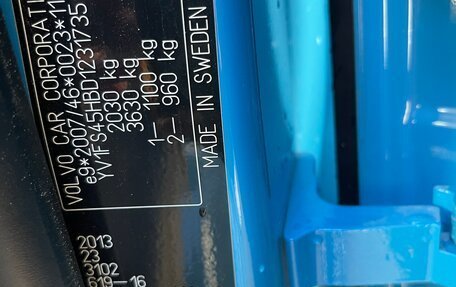 VOLVO CAR CORPORATI
e9*2007/46*0023*11
YV1FS45HBD1231735
2030 kg
3630 kg
1– 1100 kg
2– 960 kg
MADE IN SWEDEN
2013
23
3102
619–16